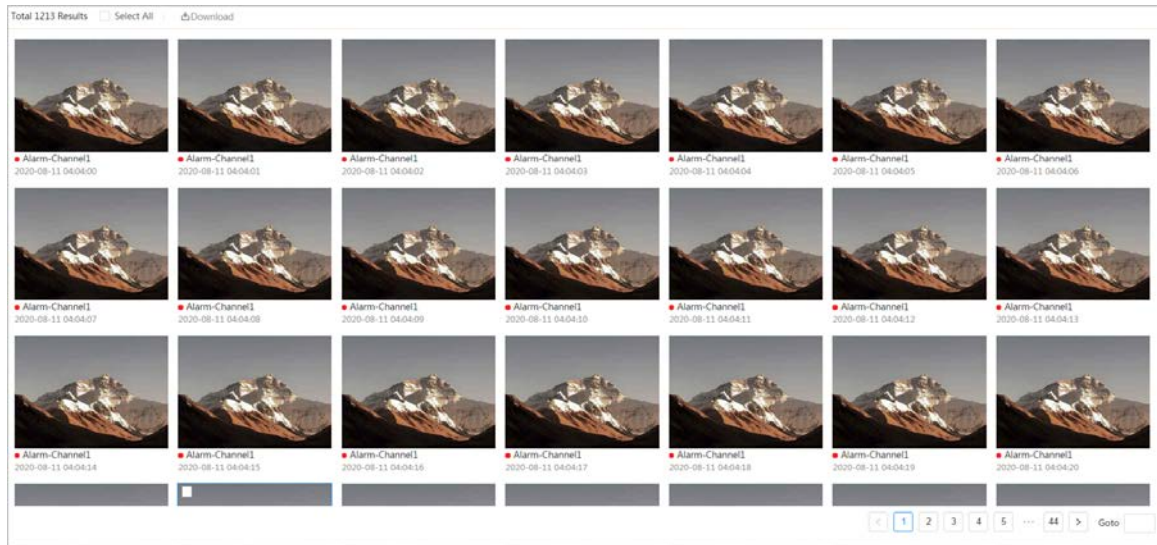 Total 1213 Results Select All Download
Alarm-Channel1 Alarm-Channel1 Alarm-Channel1 Alarm-Channel1 Alarm-Channel1 Alarm-Channel1 Alarm-Channel1
2020-08-11 04:04:00 2020-08-11 04:04:01 2020-08-11 04:04:02 2020-08-11 04:04:03 2020-08-11 04:04:04 2020-08-11 04:04:05 2020-08-11 04:04:06
Alarm-Channel1 Alarm-Channel1 Alarm-Channel1 Alarm-Channel1 Alarm-Channel1 Alarm-Channel1 Alarm-Channel1
2020-08-11 04:04:07 2020-08-11 04:04:08 2020-08-11 04:04:09 2020-08-11 04:04:10 2020-08-11 04:04:11 2020-08-11 04:04:12 2020-08-11 04:04:13
Alarm-Channel1 Alarm-Channel1 Alarm-Channel1 Alarm-Channel1 Alarm-Channel1 Alarm-Channel1 Alarm-Channel1
2020-08-11 04:04:14 2020-08-11 04:04:15 2020-08-11 04:04:16 2020-08-11 04:04:17 2020-08-11 04:04:18 2020-08-11 04:04:19 2020-08-11 04:04:20
< 1 2 3 4 5 ··· 44 > Goto